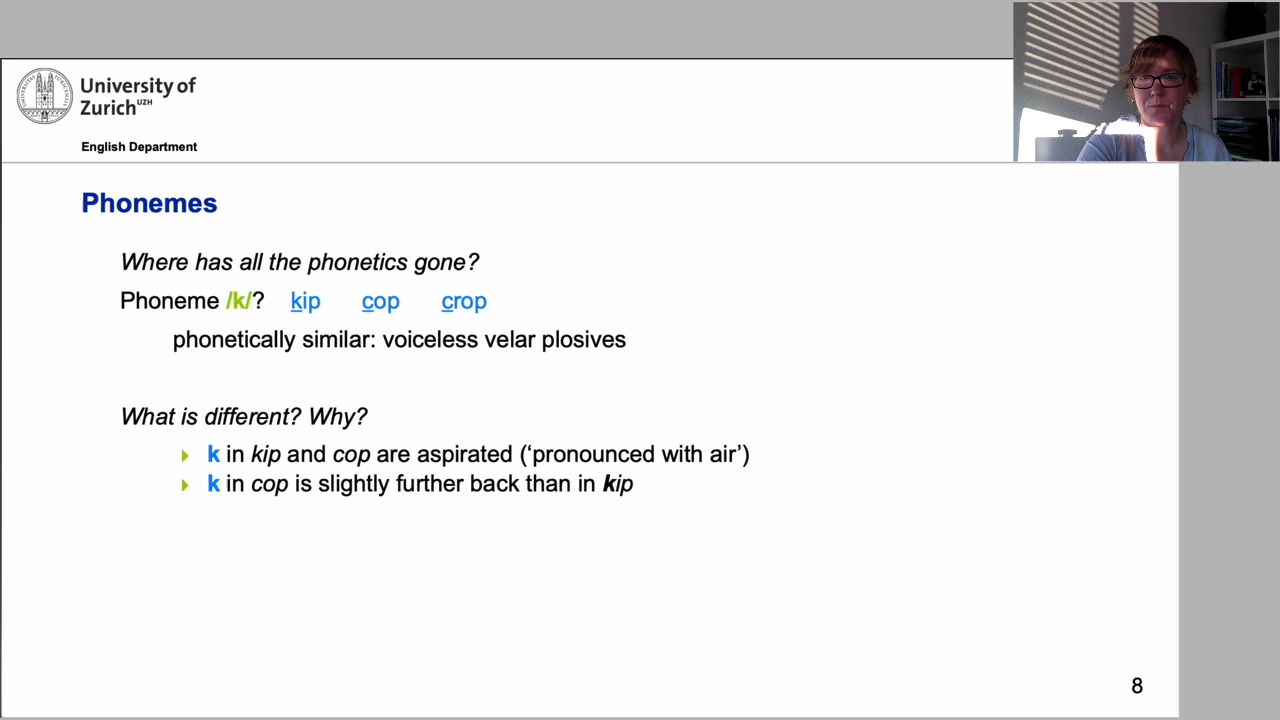 University of
Zurich UZH
English Department
Phonemes
Where has all the phonetics gone?
Phoneme /k/? kip cop crop
phonetically similar: voiceless velar plosives
What is different? Why?
k in kip and cop are aspirated (‘pronounced with air’)
k in cop is slightly further back than in kip
8